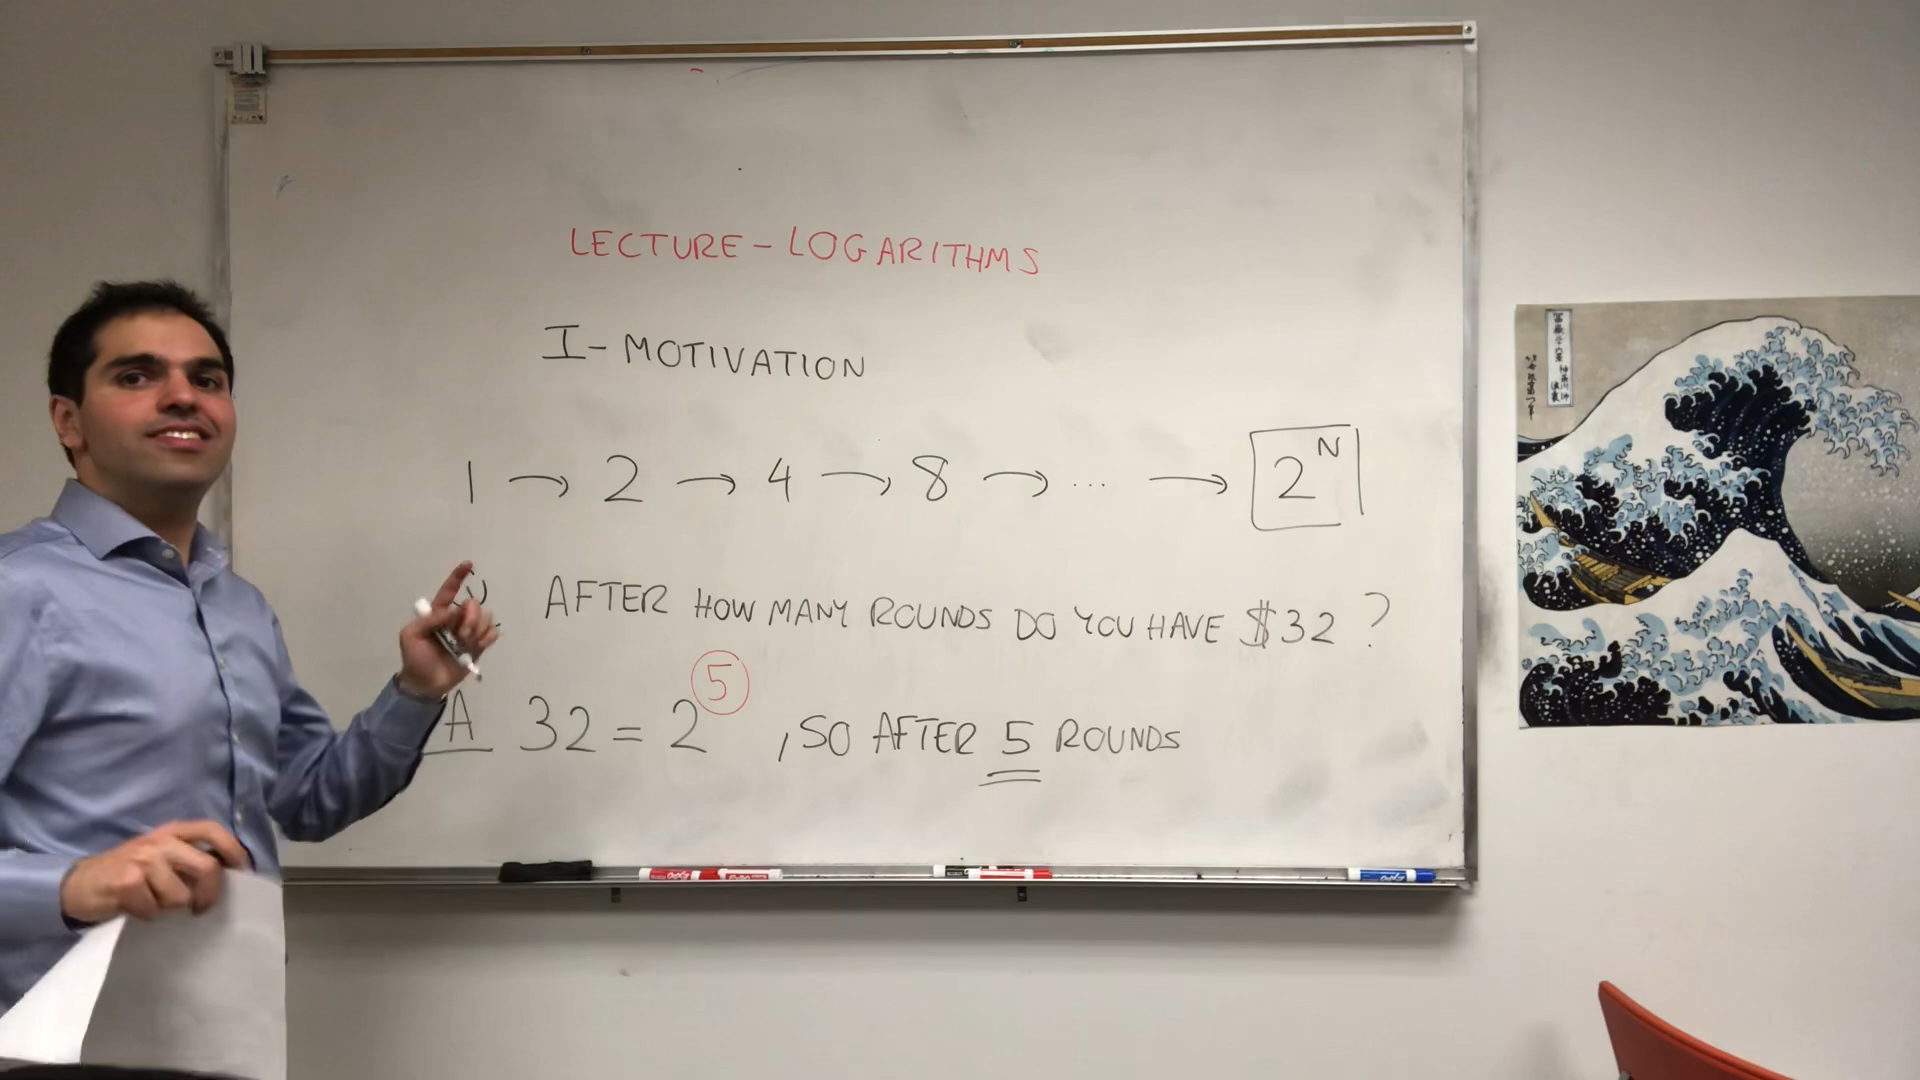 LECTURE - LOGARITHMS
I - MOTIVATION
1 → 2 → 4 → 8 → ... → 2^N
AFTER HOW MANY ROUNDS DO YOU HAVE $32 ?
A 32 = 2^5 , SO AFTER 5 ROUNDS